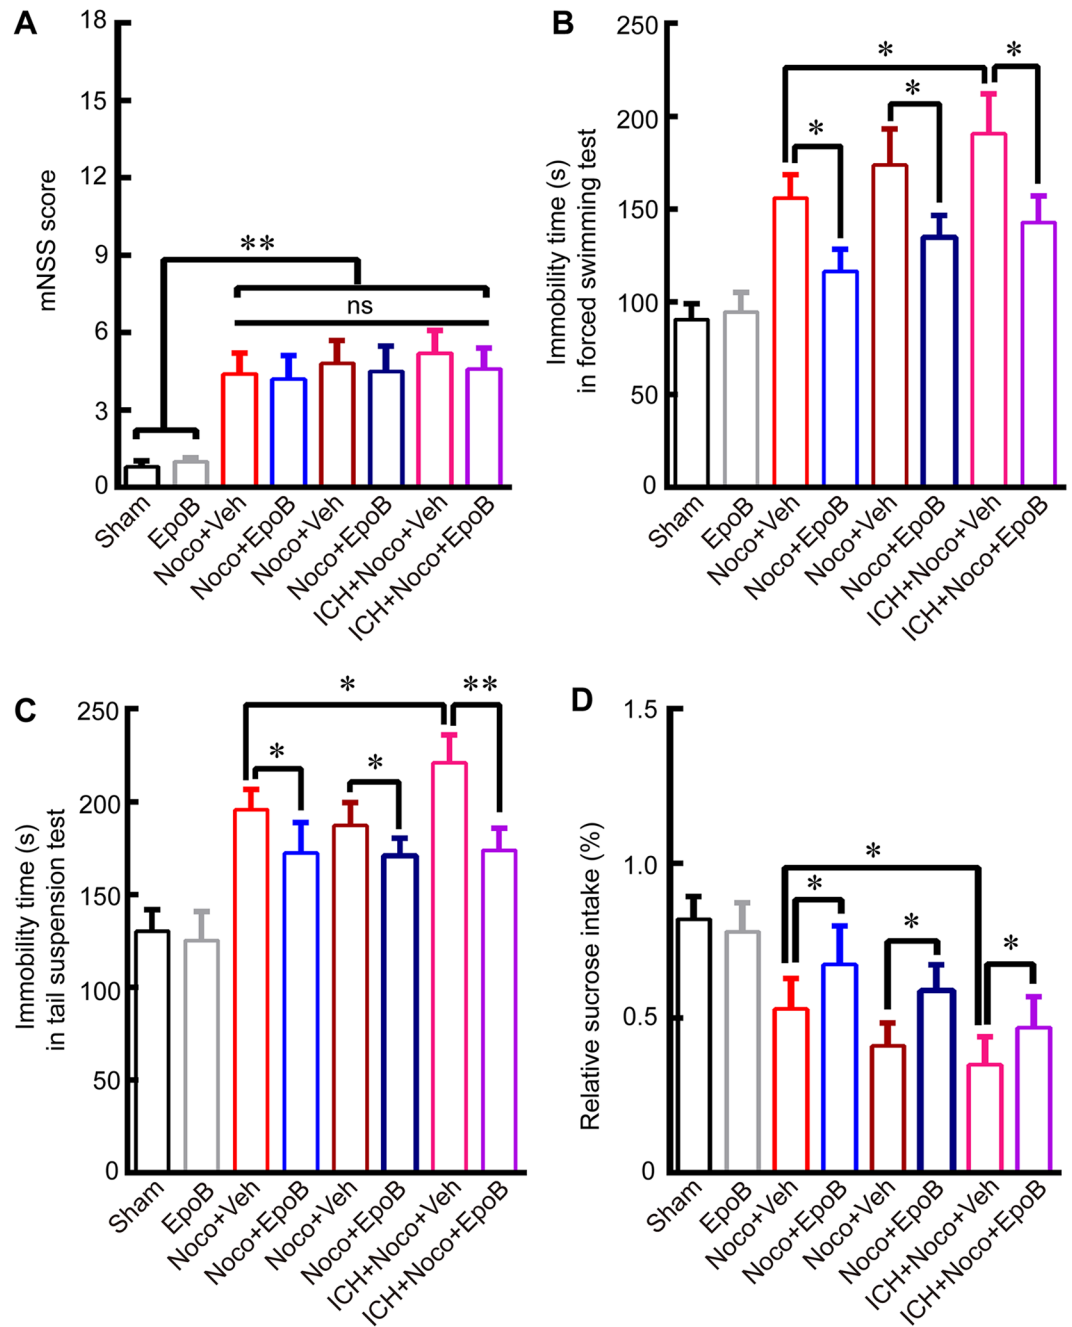 A
mNSS score
18
15
12
9
6
3
0
**
ns
Sham
EpoB
Noco+Veh
Noco+EpoB
Noco+Veh
Noco+EpoB
ICH+Noco+Veh
ICH+Noco+EpoB
B
Immobility time (s)
in forced swimming test
250
200
150
100
50
0
*
*
*
*
Sham
EpoB
Noco+Veh
Noco+EpoB
Noco+Veh
Noco+EpoB
ICH+Noco+Veh
ICH+Noco+EpoB
C
Immobility time (s)
in tail suspension test
250
200
150
100
50
0
*
**
*
*
Sham
EpoB
Noco+Veh
Noco+EpoB
Noco+Veh
Noco+EpoB
ICH+Noco+Veh
ICH+Noco+EpoB
D
Relative sucrose intake (%)
1.5
1.0
0.5
0
*
*
*
*
Sham
EpoB
Noco+Veh
Noco+EpoB
Noco+Veh
Noco+EpoB
ICH+Noco+Veh
ICH+Noco+EpoB